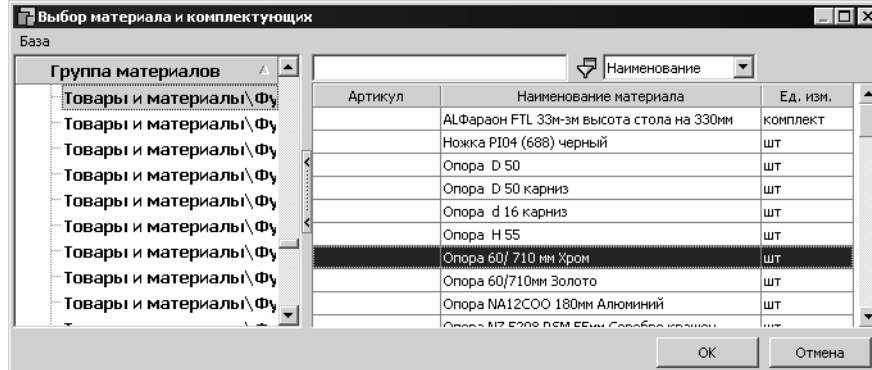 Выбор материала и комплектующих
База
Группа материалов
Товары и материалы\Фу
Товары и материалы\Фу
Товары и материалы\Фу
Товары и материалы\Фу
Товары и материалы\Фу
Товары и материалы\Фу
Товары и материалы\Фу
Товары и материалы\Фу
Товары и материалы\Фу
Наименование
Артикул Наименование материала Ед. изм.
ALФараон FTL 33м-зм высота стола на 330мм комплект
Ножка PI04 (688) черный шт
Опора D 50 шт
Опора D 50 карниз шт
Опора d 16 карниз шт
Опора H 55 шт
Опора 60/ 710 мм Хром шт
Опора 60/710мм Золото шт
Опора NA12COO 180мм Алюминий шт
OK Отмена